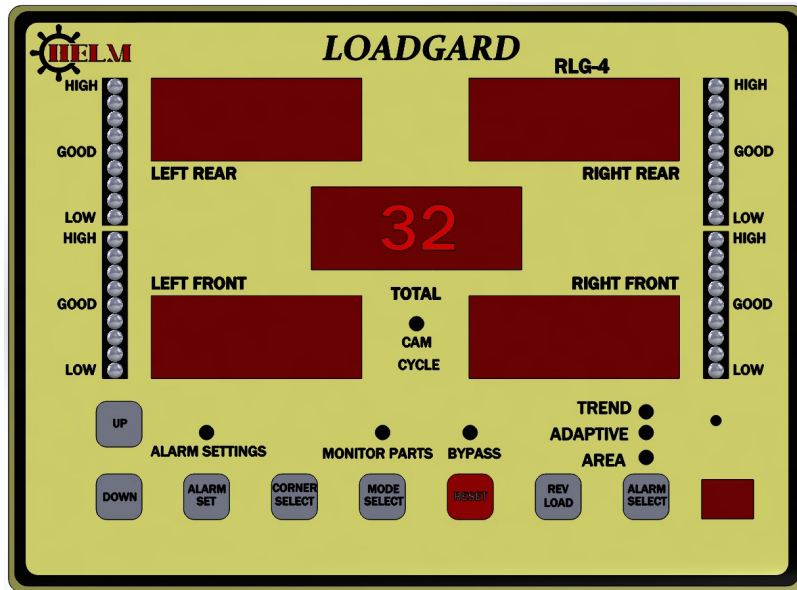 HELM
LOADGARD
RLG-4
HIGH
HIGH
GOOD
GOOD
LEFT REAR
RIGHT REAR
LOW
LOW
32
HIGH
HIGH
LEFT FRONT
RIGHT FRONT
TOTAL
GOOD
GOOD
CAM
CYCLE
LOW
LOW
UP
TREND
ADAPTIVE
ALARM SETTINGS
MONITOR PARTS
BYPASS
AREA
DOWN
ALARM
SET
CORNER
SELECT
MODE
SELECT
RESET
REV
LOAD
ALARM
SELECT